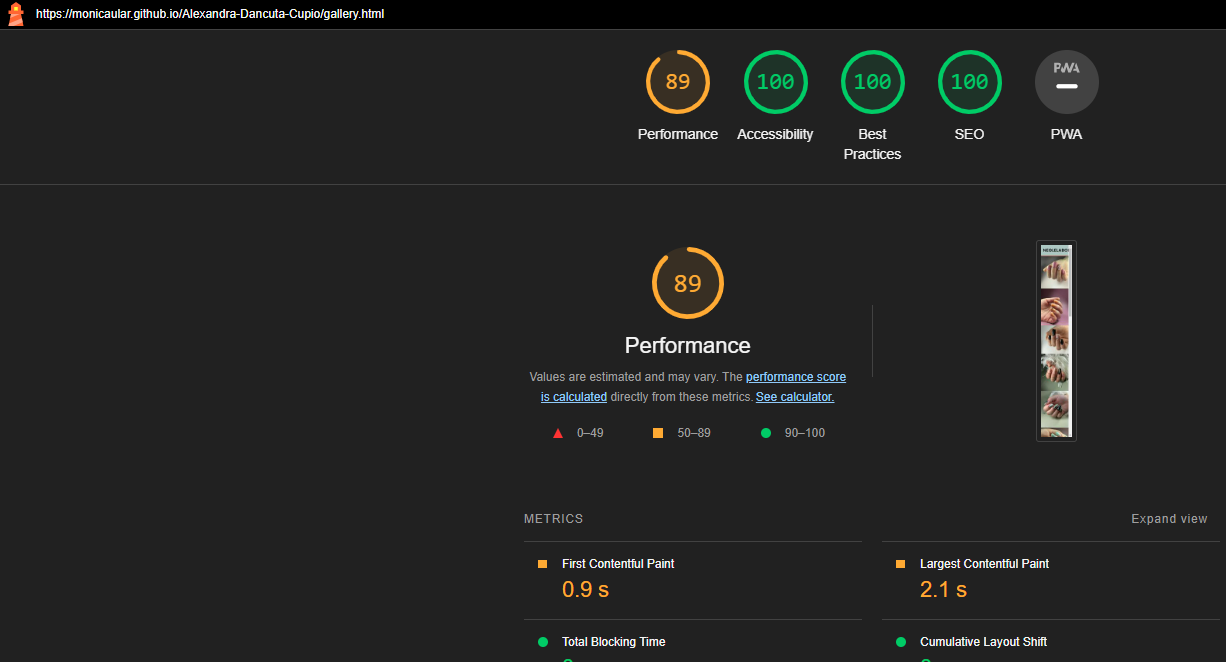 https://monicaular.github.io/Alexandra-Dancuta-Cupio/gallery.html
89
100
100
100
PWA
Performance
Accessibility
Best
Practices
SEO
PWA
89
Performance
Values are estimated and may vary. The performance score
is calculated directly from these metrics. See calculator.
0–49
50–89
90–100
METRICS
Expand view
First Contentful Paint
0.9 s
Largest Contentful Paint
2.1 s
Total Blocking Time
Cumulative Layout Shift